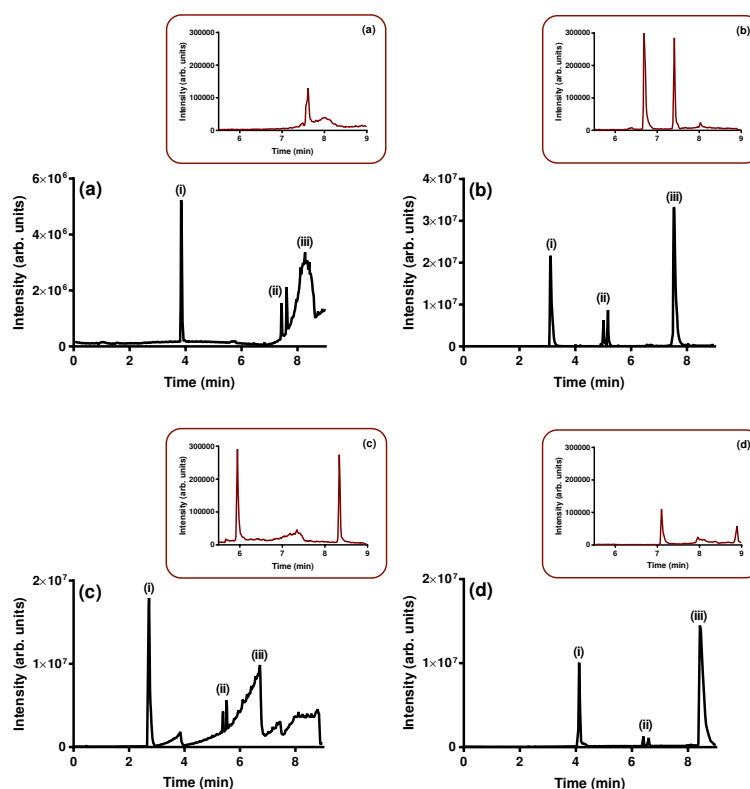 (a)
300000
200000
100000
0
6 7 8 9
Intensity (arb. units)
Time (min)
(b)
300000
200000
100000
0
6 7 8 9
Intensity (arb. units)
Time (min)
(a)
6×10⁶
4×10⁶
2×10⁶
0
0 2 4 6 8
Intensity (arb. units)
Time (min)
(i)
(ii)
(iii)
(b)
4×10⁷
3×10⁷
2×10⁷
1×10⁷
0
0 2 4 6 8
Intensity (arb. units)
Time (min)
(i)
(ii)
(iii)
(c)
300000
200000
100000
0
6 7 8 9
Intensity (arb. units)
Time (min)
(d)
300000
200000
100000
0
6 7 8 9
Intensity (arb. units)
Time (min)
(c)
2×10⁷
1×10⁷
0
0 2 4 6 8
Intensity (arb. units)
Time (min)
(i)
(ii)
(iii)
(d)
2×10⁷
1×10⁷
0
0 2 4 6 8
Intensity (arb. units)
Time (min)
(i)
(ii)
(iii)